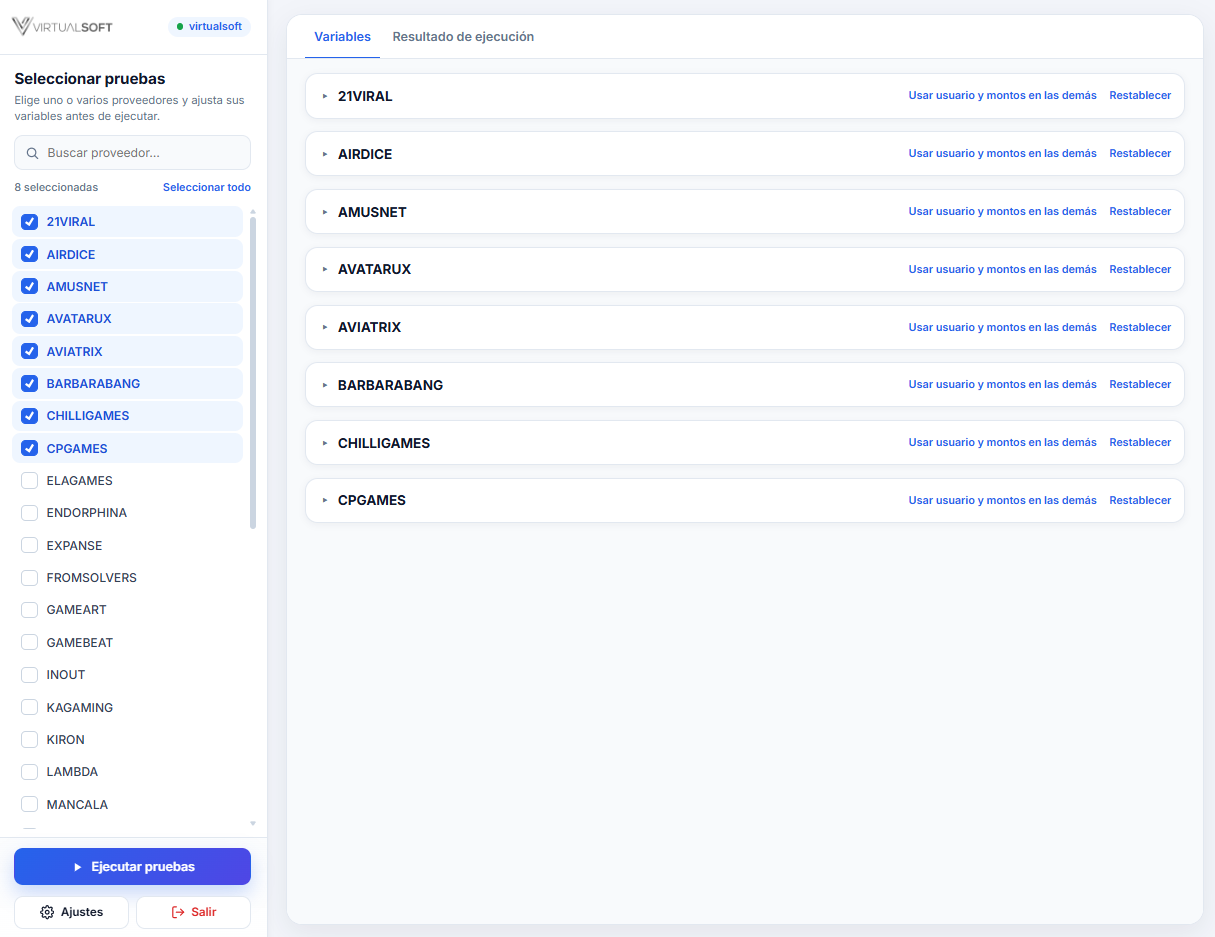 VIRTUALSOFT
virtualsoft
Seleccionar pruebas
Elige uno o varios proveedores y ajusta sus
variables antes de ejecutar.
Buscar proveedor...
8 seleccionadas
Seleccionar todo
21VIRAL
AIRDICE
AMUSNET
AVATARUX
AVIATRIX
BARBARABANG
CHILLIGAMES
CPGAMES
ELAGAMES
ENDORPHINA
EXPANSE
FROMSOLVERS
GAMEART
GAMEBEAT
INOUT
KAGAMING
KIRON
LAMBDA
MANCALA
Ejecutar pruebas
Ajustes
Salir
Variables
Resultado de ejecución
21VIRAL Usar usuario y montos en las demás Restablecer
AIRDICE Usar usuario y montos en las demás Restablecer
AMUSNET Usar usuario y montos en las demás Restablecer
AVATARUX Usar usuario y montos en las demás Restablecer
AVIATRIX Usar usuario y montos en las demás Restablecer
BARBARABANG Usar usuario y montos en las demás Restablecer
CHILLIGAMES Usar usuario y montos en las demás Restablecer
CPGAMES Usar usuario y montos en las demás Restablecer